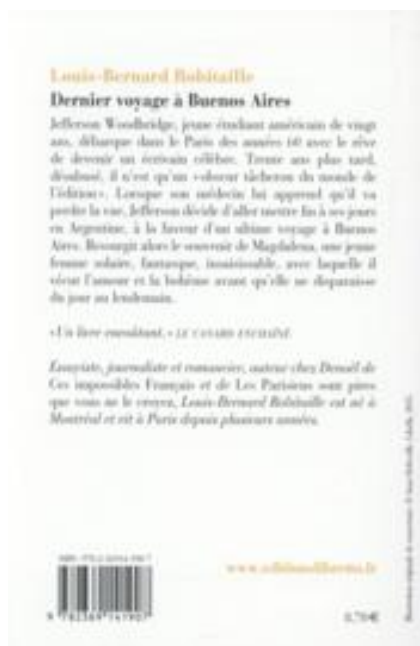 Louis-Bernard Robitaille
Dernier voyage à Buenos Aires
Jefferson Woodbridge, jeune étudiant américain de vingt
ans, débarque dans le Paris des années 60 avec le rêve
de devenir un écrivain célèbre. Trente ans plus tard,
désabusé, il n'est qu'un «obscur tâcheron du monde de
l'édition». Lorsque son médecin lui apprend qu'il va
perdre la vue, Jefferson décide d'aller mettre fin à ses jours
en Argentine, à la faveur d'un ultime voyage à Buenos
Aires. Resurgit alors le souvenir de Magdalena, une jeune
femme solaire, fantasque, insaisissable, avec laquelle il
vécut l'amour et la bohème avant qu'elle ne disparaisse
du jour au lendemain.
«Un livre envoûtant.» LE CANARD ENCHAÎNÉ
Essayiste, journaliste et romancier, auteur chez Denoël de
Ces impossibles Français et de Les Parisiens sont pires
que vous ne le croyez, Louis-Bernard Robitaille est né à
Montréal et vit à Paris depuis plusieurs années.
ISBN
www.editionsliberta.fr
9 782369 141907
8,70 €